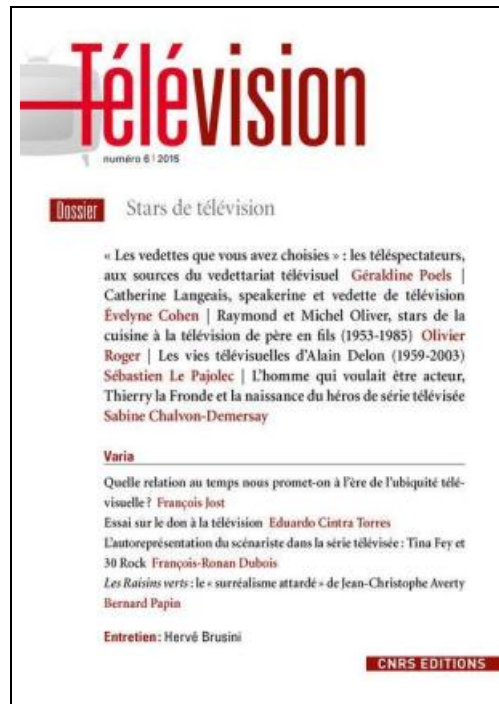 Télévision
numéro 6 | 2015
Dossier Stars de télévision
« Les vedettes que vous avez choisies » : les téléspectateurs,
aux sources du vedettariat télévisuel Géraldine Poels |
Catherine Langeais, speakerine et vedette de télévision
Évelyne Cohen | Raymond et Michel Oliver, stars de la
cuisine à la télévision de père en fils (1953-1985) Olivier
Roger | Les vies télévisuelles d'Alain Delon (1959-2003)
Sébastien Le Pajolec | L'homme qui voulait être acteur,
Thierry la Fronde et la naissance du héros de série télévisée
Sabine Chalvon-Demersay
Varia
Quelle relation au temps nous promet-on à l'ère de l'ubiquité télé-
visuelle ? François Jost
Essai sur le don à la télévision Eduardo Cintra Torres
L'autoreprésentation du scénariste dans la série télévisée : Tina Fey et
30 Rock François-Ronan Dubois
Les Raisins verts : le « surréalisme attardé » de Jean-Christophe Averty
Bernard Papin
Entretien : Hervé Brusini
CNRS EDITIONS